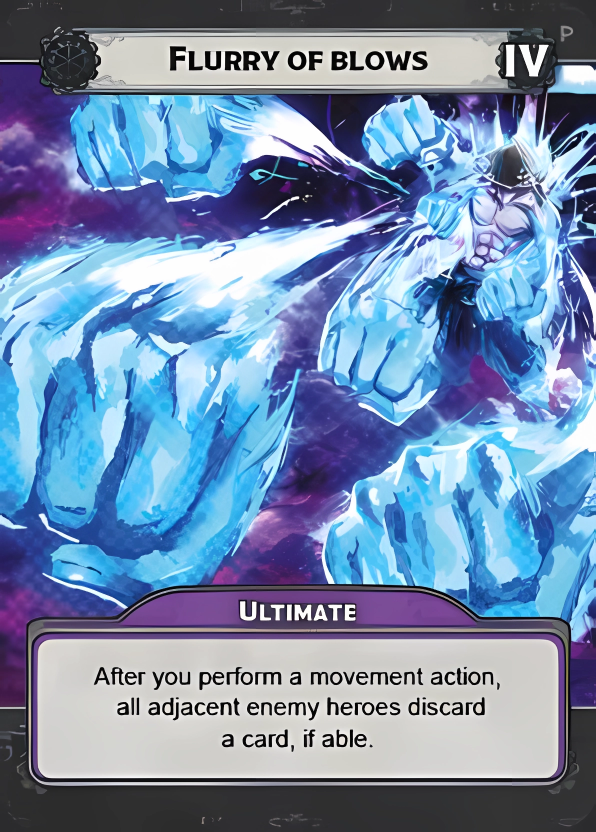 FLURRY OF BLOWS
IV
P
ULTIMATE
After you perform a movement action,
all adjacent enemy heroes discard
a card, if able.